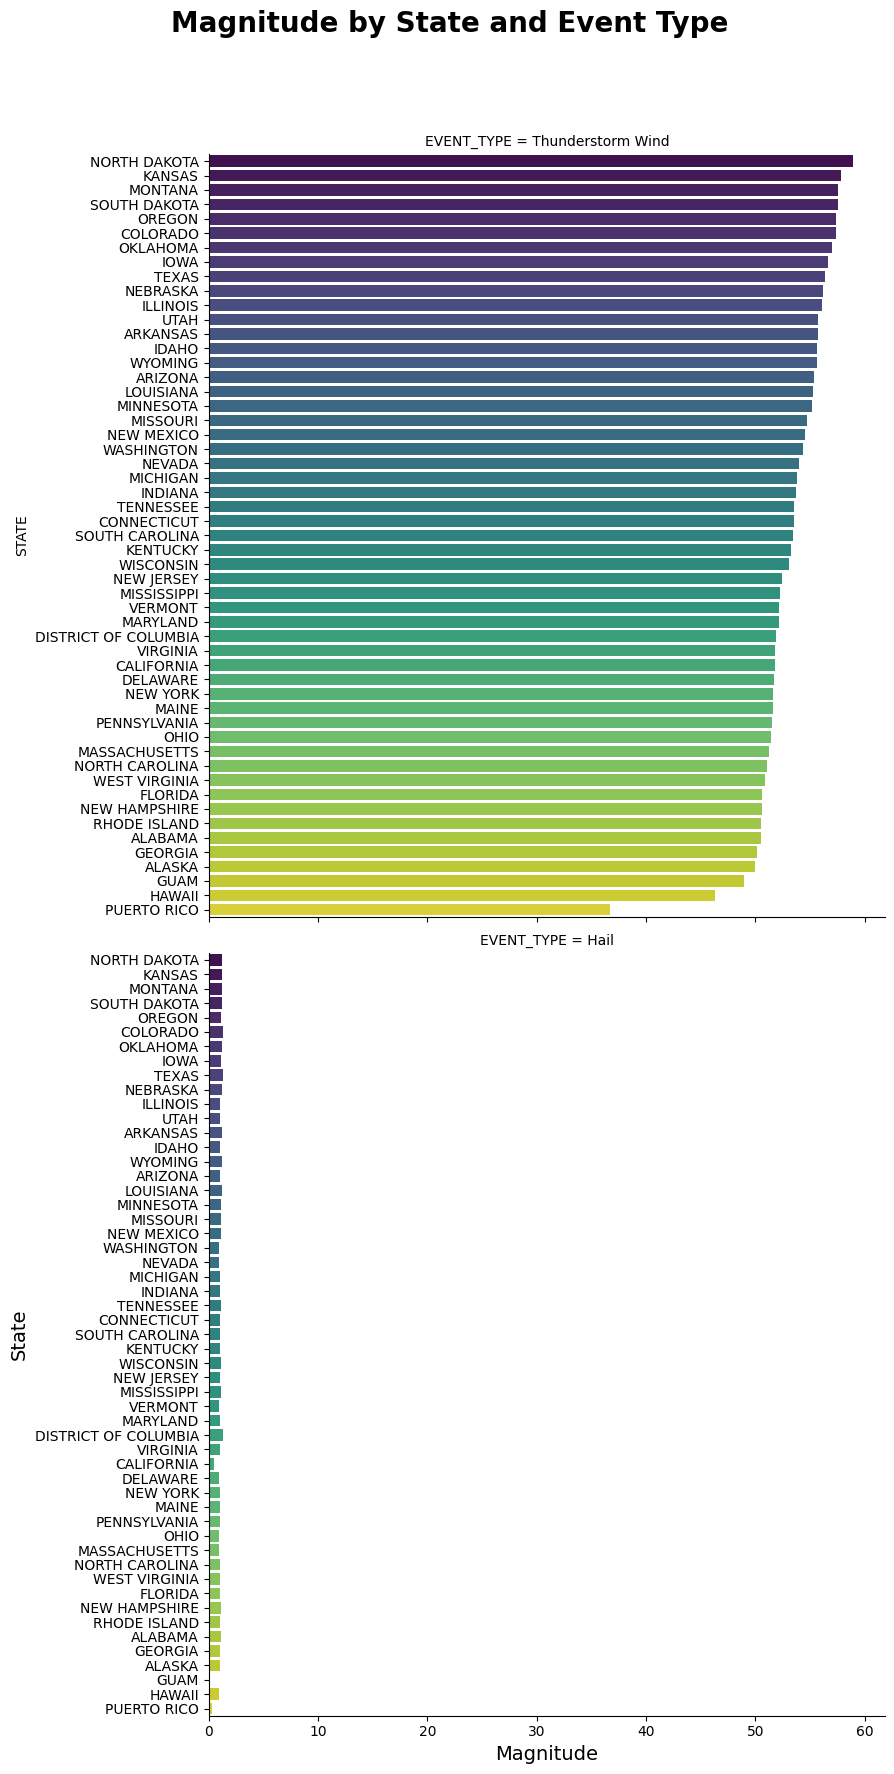 Magnitude by State and Event Type
EVENT_TYPE = Thunderstorm Wind
NORTH DAKOTA
KANSAS
MONTANA
SOUTH DAKOTA
OREGON
COLORADO
OKLAHOMA
IOWA
TEXAS
NEBRASKA
ILLINOIS
UTAH
ARKANSAS
IDAHO
WYOMING
ARIZONA
LOUISIANA
MINNESOTA
MISSOURI
NEW MEXICO
WASHINGTON
NEVADA
MICHIGAN
INDIANA
TENNESSEE
CONNECTICUT
SOUTH CAROLINA
KENTUCKY
WISCONSIN
NEW JERSEY
MISSISSIPPI
VERMONT
MARYLAND
DISTRICT OF COLUMBIA
VIRGINIA
CALIFORNIA
DELAWARE
NEW YORK
MAINE
PENNSYLVANIA
OHIO
MASSACHUSETTS
NORTH CAROLINA
WEST VIRGINIA
FLORIDA
NEW HAMPSHIRE
RHODE ISLAND
ALABAMA
GEORGIA
ALASKA
GUAM
HAWAII
PUERTO RICO
STATE
EVENT_TYPE = Hail
NORTH DAKOTA
KANSAS
MONTANA
SOUTH DAKOTA
OREGON
COLORADO
OKLAHOMA
IOWA
TEXAS
NEBRASKA
ILLINOIS
UTAH
ARKANSAS
IDAHO
WYOMING
ARIZONA
LOUISIANA
MINNESOTA
MISSOURI
NEW MEXICO
WASHINGTON
NEVADA
MICHIGAN
INDIANA
TENNESSEE
CONNECTICUT
SOUTH CAROLINA
KENTUCKY
WISCONSIN
NEW JERSEY
MISSISSIPPI
VERMONT
MARYLAND
DISTRICT OF COLUMBIA
VIRGINIA
CALIFORNIA
DELAWARE
NEW YORK
MAINE
PENNSYLVANIA
OHIO
MASSACHUSETTS
NORTH CAROLINA
WEST VIRGINIA
FLORIDA
NEW HAMPSHIRE
RHODE ISLAND
ALABAMA
GEORGIA
ALASKA
GUAM
HAWAII
PUERTO RICO
State
0 10 20 30 40 50 60
Magnitude